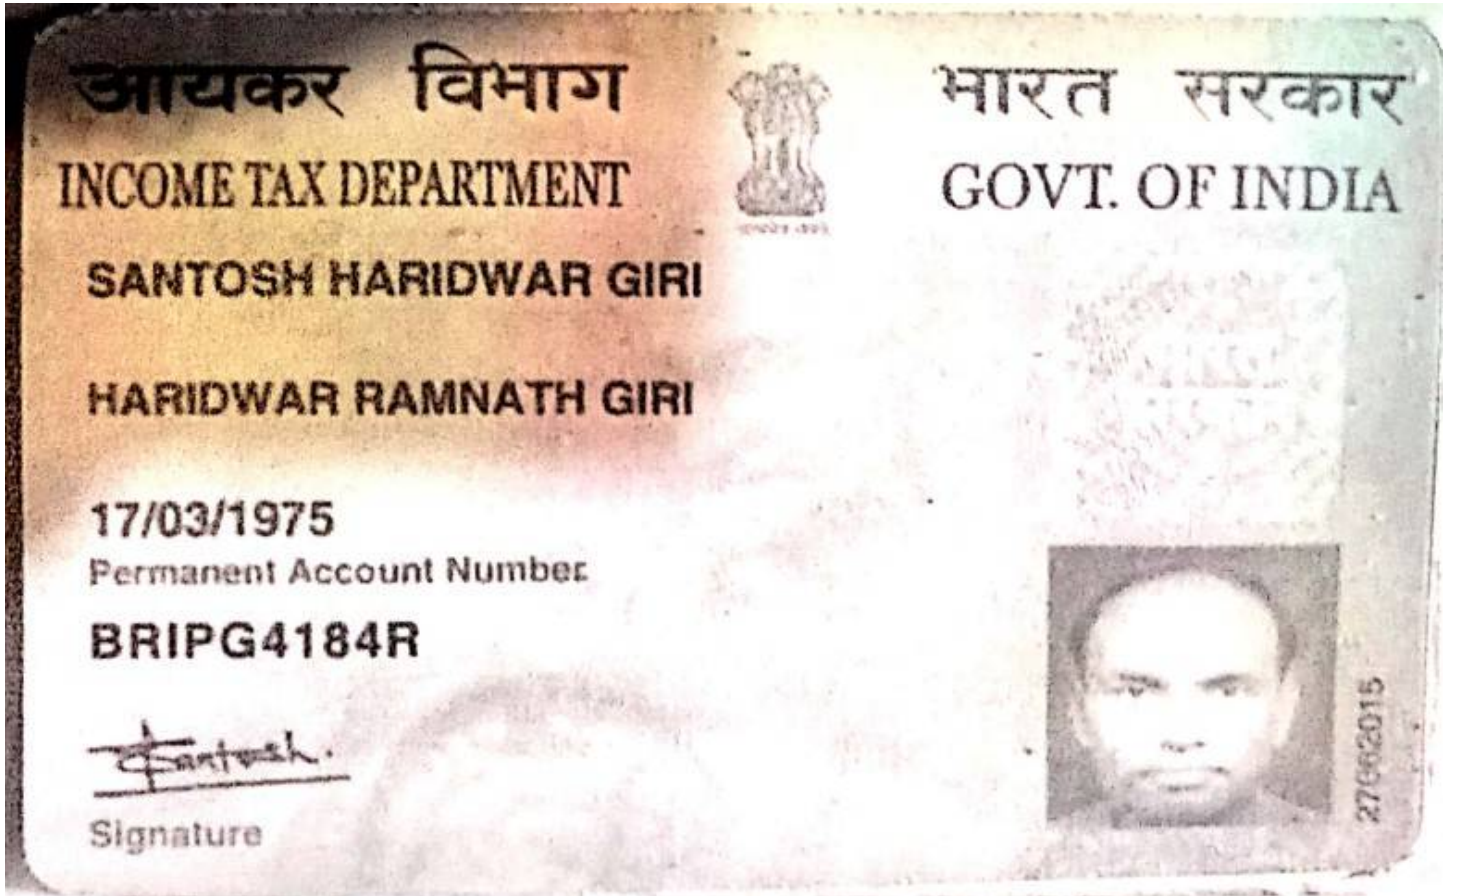 आयकर विभाग
भारत सरकार
INCOME TAX DEPARTMENT
GOVT. OF INDIA
SANTOSH HARIDWAR GIRI
HARIDWAR RAMNATH GIRI
17/03/1975
Permanent Account Number
BRIPG4184R
Santosh.
Signature
27062015